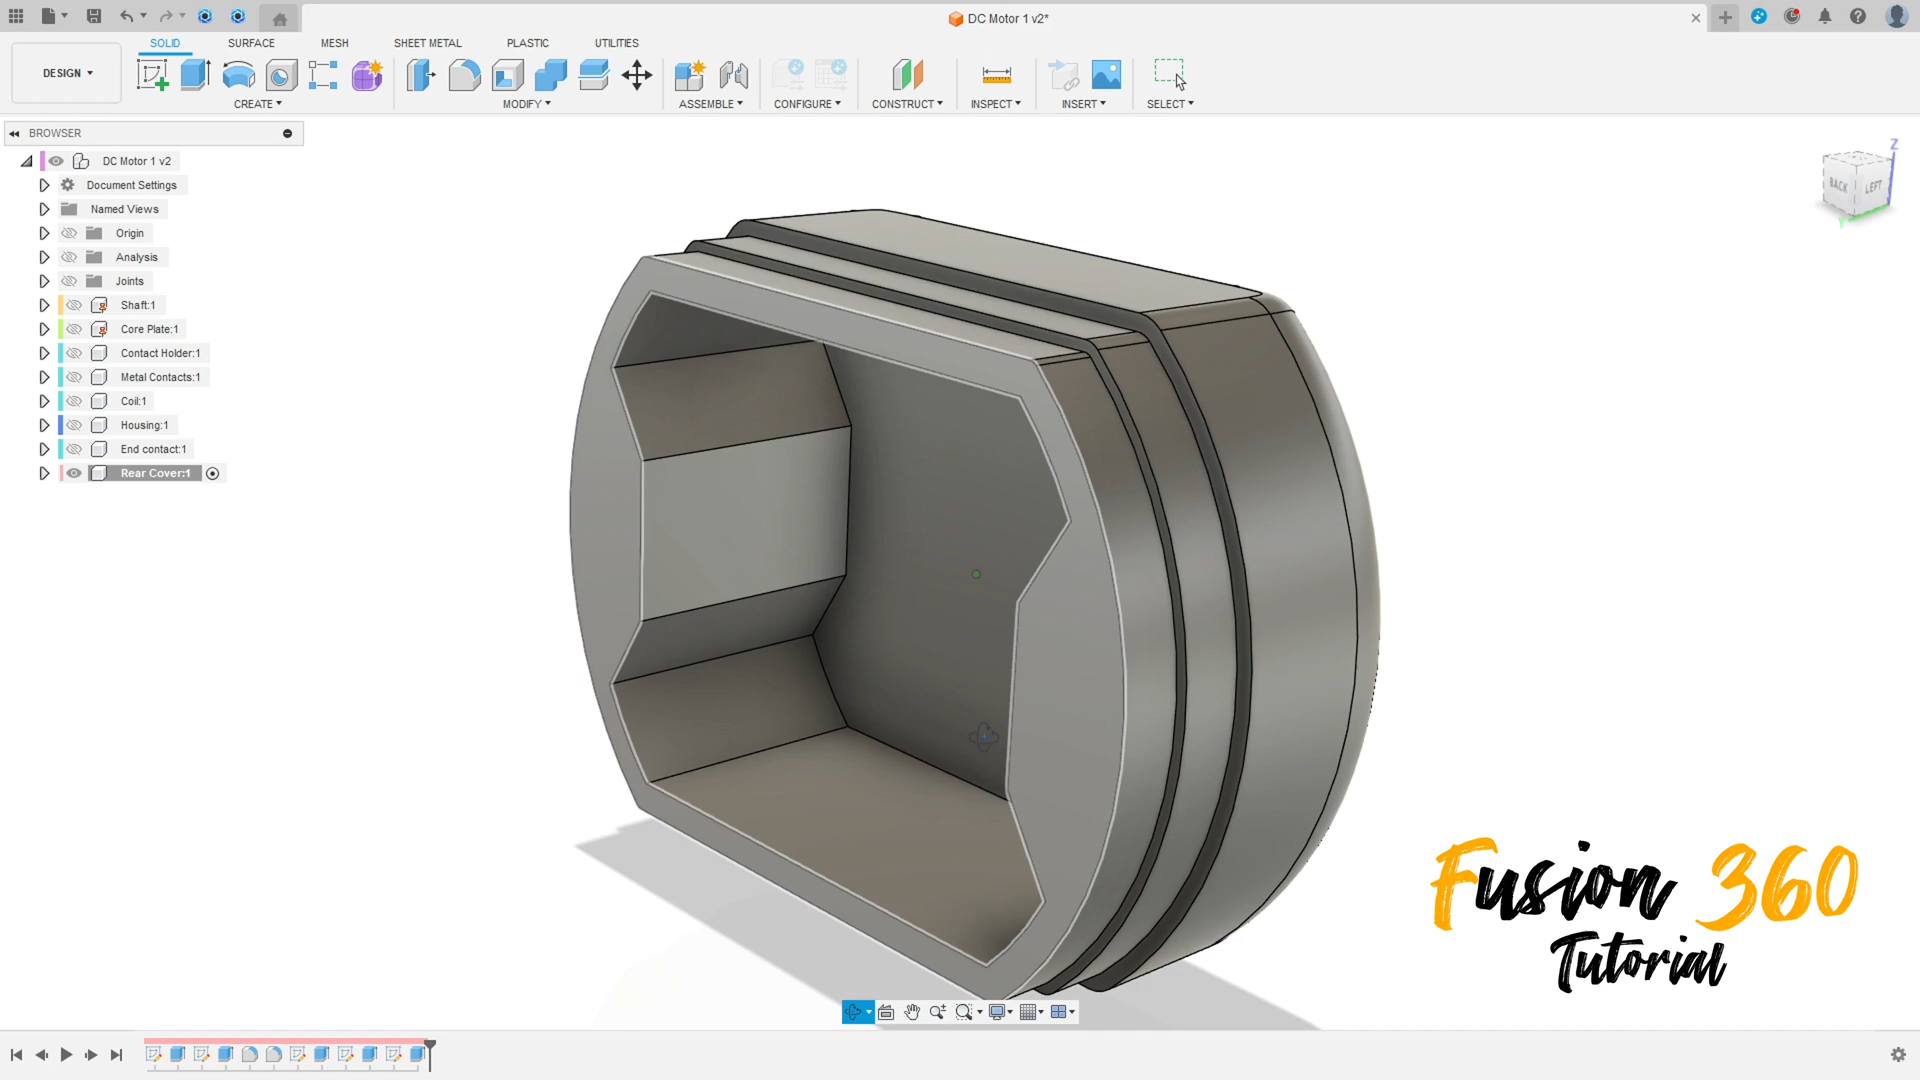 DC Motor 1 v2*
SOLID SURFACE MESH SHEET METAL PLASTIC UTILITIES
DESIGN
CREATE MODIFY ASSEMBLE CONFIGURE CONSTRUCT INSPECT INSERT SELECT
BROWSER
DC Motor 1 v2
Document Settings
Named Views
Origin
Analysis
Joints
Shaft:1
Core Plate:1
Contact Holder:1
Metal Contacts:1
Coil:1
Housing:1
End contact:1
Rear Cover:1
Z
BACK LEFT
Y
Fusion 360
Tutorial